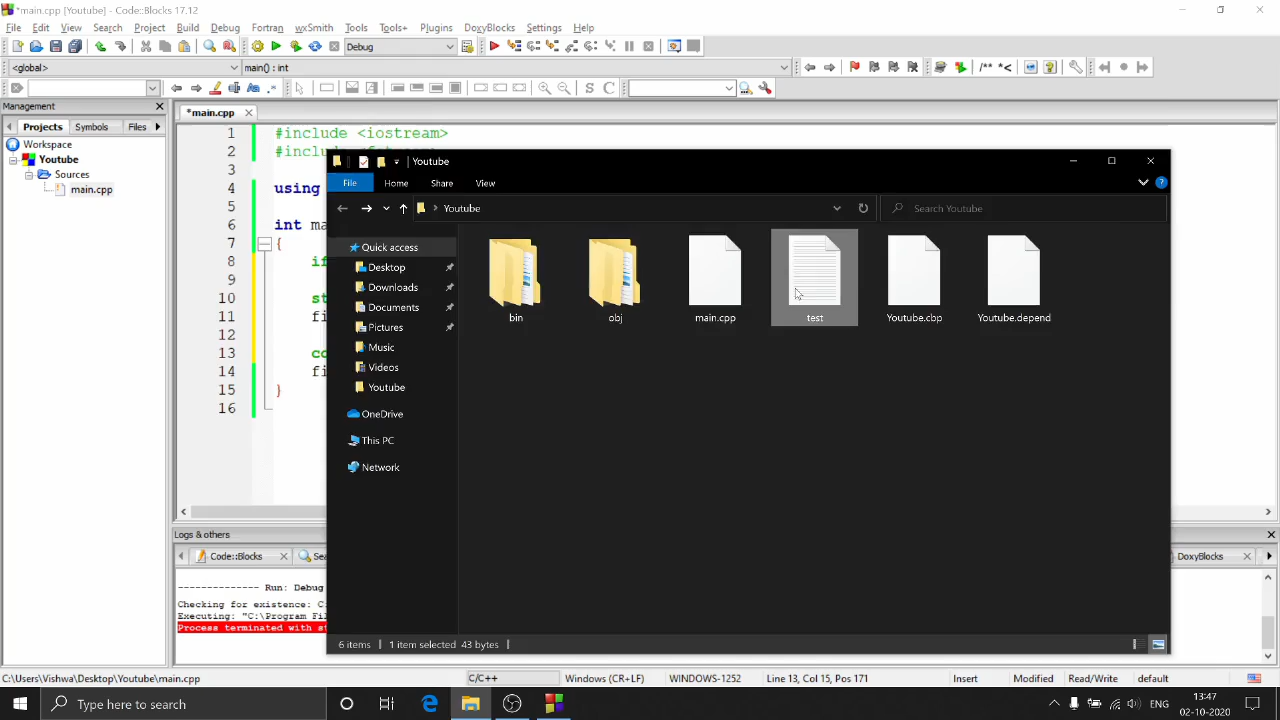 *main.cpp [Youtube] - Code::Blocks 17.12
File Edit View Search Project Build Debug Fortran wxSmith Tools Tools+ Plugins DoxyBlocks Settings Help
Debug
<global>
main() : int
Management
*main.cpp
Projects Symbols Files
Workspace
Youtube
Sources
main.cpp
1 #include <iostream>
2
3
4 using
5
6 int
7 {
8
9
10
11
12
13
14
15 }
16
Youtube
File Home Share View
Youtube
Search Youtube
Quick access
Desktop
Downloads
Documents
Pictures
Music
Videos
Youtube
OneDrive
This PC
Network
bin obj main.cpp test Youtube.cbp Youtube.depend
6 items 1 item selected 43 bytes
Logs & others
Code::Blocks
DoxyBlocks
-------------- Run: Debug
Checking for existence: C:
Executing: "C:\Program
Process terminated with
C:\Users\Vishwa\Desktop\Youtube\main.cpp C/C++ Windows (CR+LF) WINDOWS-1252 Line 13, Col 15, Pos 171 Insert Modified Read/Write default
Type here to search
ENG
13:47
02-10-2020